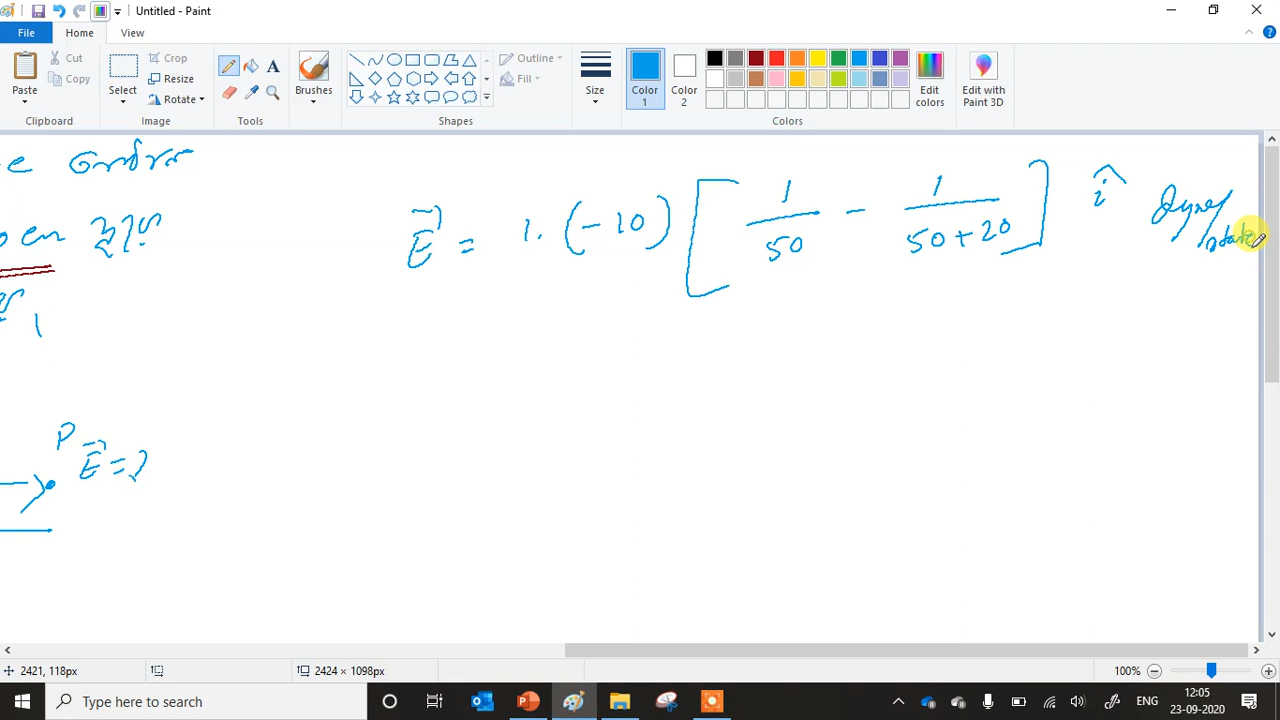 Untitled - Paint
File Home View
Paste Cut Copy Clipboard
Select Crop Resize Rotate Image
Tools
Brushes
Outline Fill Shapes
Size
Color 1 Color 2 Edit colors Colors
Edit with Paint 3D
E⃗ = 1. (-10) [ 1/50 - 1/(50+20) ] î Dyne/state
P
E⃗ = ?
2421, 118px
2424 × 1098px
100%
Type here to search
ENG
12:05
23-09-2020